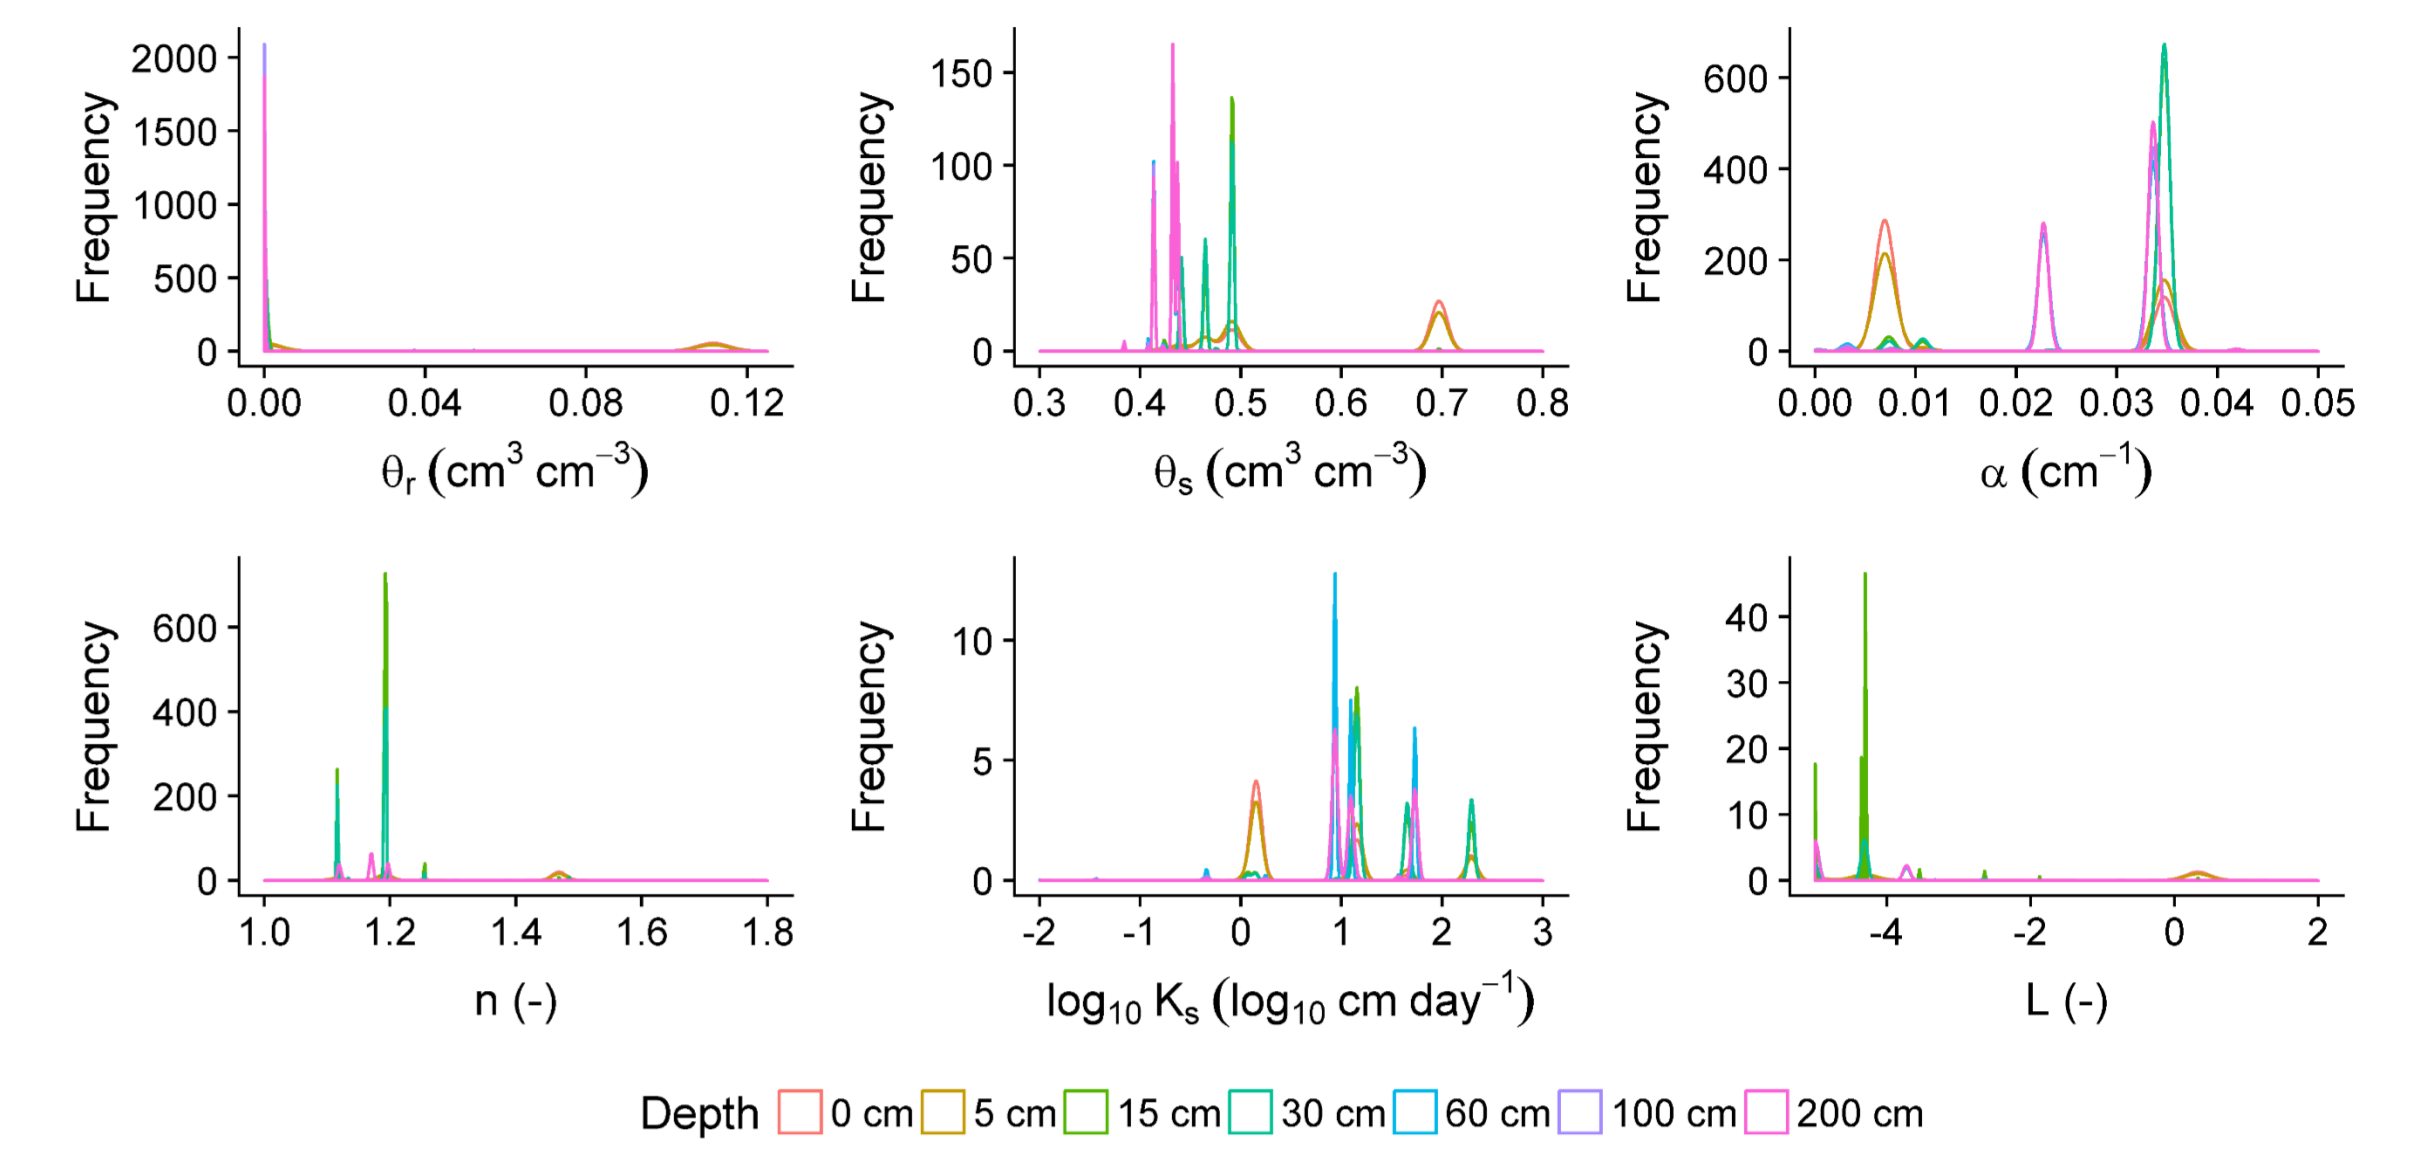 Frequency
2000
1500
1000
500
0
0.00 0.04 0.08 0.12
θr (cm³ cm⁻³)
Frequency
150
100
50
0
0.3 0.4 0.5 0.6 0.7 0.8
θs (cm³ cm⁻³)
Frequency
600
400
200
0
0.00 0.01 0.02 0.03 0.04 0.05
α (cm⁻¹)
Frequency
600
400
200
0
1.0 1.2 1.4 1.6 1.8
n (-)
Frequency
10
5
0
-2 -1 0 1 2 3
log₁₀ Ks (log₁₀ cm day⁻¹)
Frequency
40
30
20
10
0
-4 -2 0 2
L (-)
Depth 0 cm 5 cm 15 cm 30 cm 60 cm 100 cm 200 cm